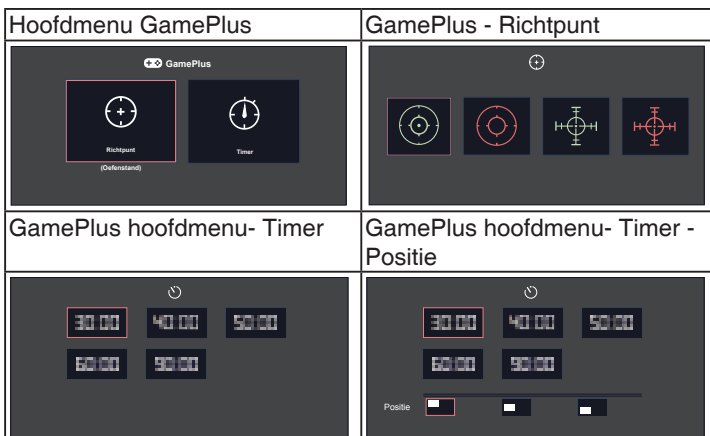 Hoofdmenu GamePlus
GamePlus - Richtpunt
GamePlus
Richtpunt
Timer
(Oefenstand)
GamePlus hoofdmenu- Timer
GamePlus hoofdmenu- Timer -
Positie
30:00 40:00 50:00
60:00 90:00
30:00 40:00 50:00
60:00 90:00
Positie